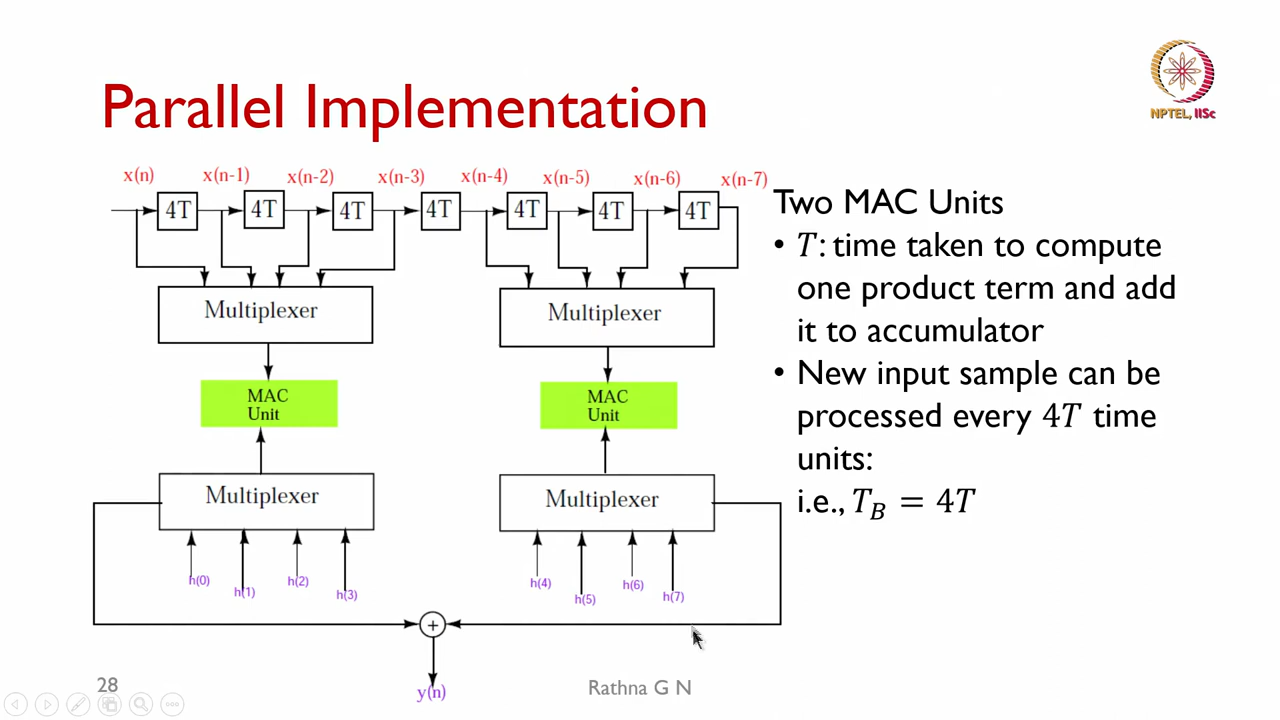 NPTEL, IISc
Parallel Implementation
x(n) x(n-1) x(n-2) x(n-3) x(n-4) x(n-5) x(n-6) x(n-7)
4T 4T 4T 4T 4T 4T 4T
Multiplexer Multiplexer
MAC Unit
MAC Unit
Multiplexer Multiplexer
h(0) h(1) h(2) h(3) h(4) h(5) h(6) h(7)
+
y(n)
Two MAC Units
• T: time taken to compute
one product term and add
it to accumulator
• New input sample can be
processed every 4T time
units:
i.e., T_B = 4T
28
Rathna G N